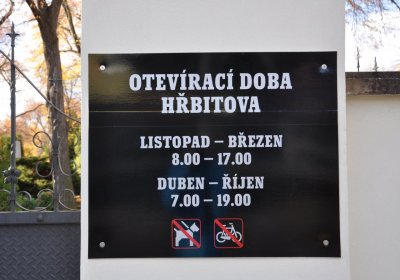 OTEVÍRACÍ DOBA
HŘBITOVA
LISTOPAD – BŘEZEN
8.00 – 17.00
DUBEN – ŘÍJEN
7.00 – 19.00